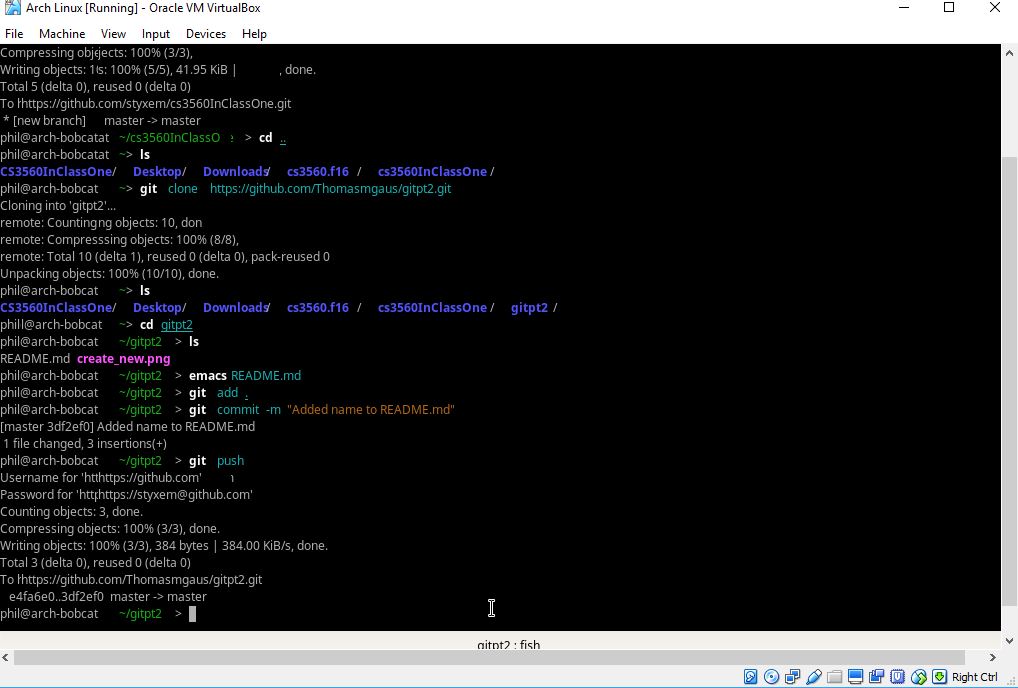 Arch Linux [Running] - Oracle VM VirtualBox
File Machine View Input Devices Help
Compressing objejects: 100% (3/3),
Writing objects: 1s: 100% (5/5), 41.95 KiB | , done.
Total 5 (delta 0), reused 0 (delta 0)
To https://github.com/styxem/cs3560InClassOne.git
* [new branch] master -> master
phil@arch-bobcatat ~/cs3560InClassO e > cd ..
phil@arch-bobcatat ~> ls
CS3560InClassOne/ Desktop/ Downloads/ cs3560.f16 / cs3560InClassOne /
phil@arch-bobcat ~> git clone https://github.com/Thomasmgaus/gitpt2.git
Cloning into 'gitpt2'...
remote: Countingng objects: 10, don
remote: Compresssing objects: 100% (8/8),
remote: Total 10 (delta 1), reused 0 (delta 0), pack-reused 0
Unpacking objects: 100% (10/10), done.
phil@arch-bobcat ~> ls
CS3560InClassOne/ Desktop/ Downloads/ cs3560.f16 / cs3560InClassOne / gitpt2 /
phill@arch-bobcat ~> cd gitpt2
phil@arch-bobcat ~/gitpt2 > ls
README.md create_new.png
phil@arch-bobcat ~/gitpt2 > emacs README.md
phil@arch-bobcat ~/gitpt2 > git add .
phil@arch-bobcat ~/gitpt2 > git commit -m "Added name to README.md"
[master 3df2ef0] Added name to README.md
1 file changed, 3 insertions(+)
phil@arch-bobcat ~/gitpt2 > git push
Username for 'htthttps://github.com'
Password for 'httphttps://styxem@github.com'
Counting objects: 3, done.
Compressing objects: 100% (3/3), done.
Writing objects: 100% (3/3), 384 bytes | 384.00 KiB/s, done.
Total 3 (delta 0), reused 0 (delta 0)
To https://github.com/Thomasmgaus/gitpt2.git
e4fa6e0..3df2ef0 master -> master
phil@arch-bobcat ~/gitpt2 >
gitpt2 : fish
Right Ctrl